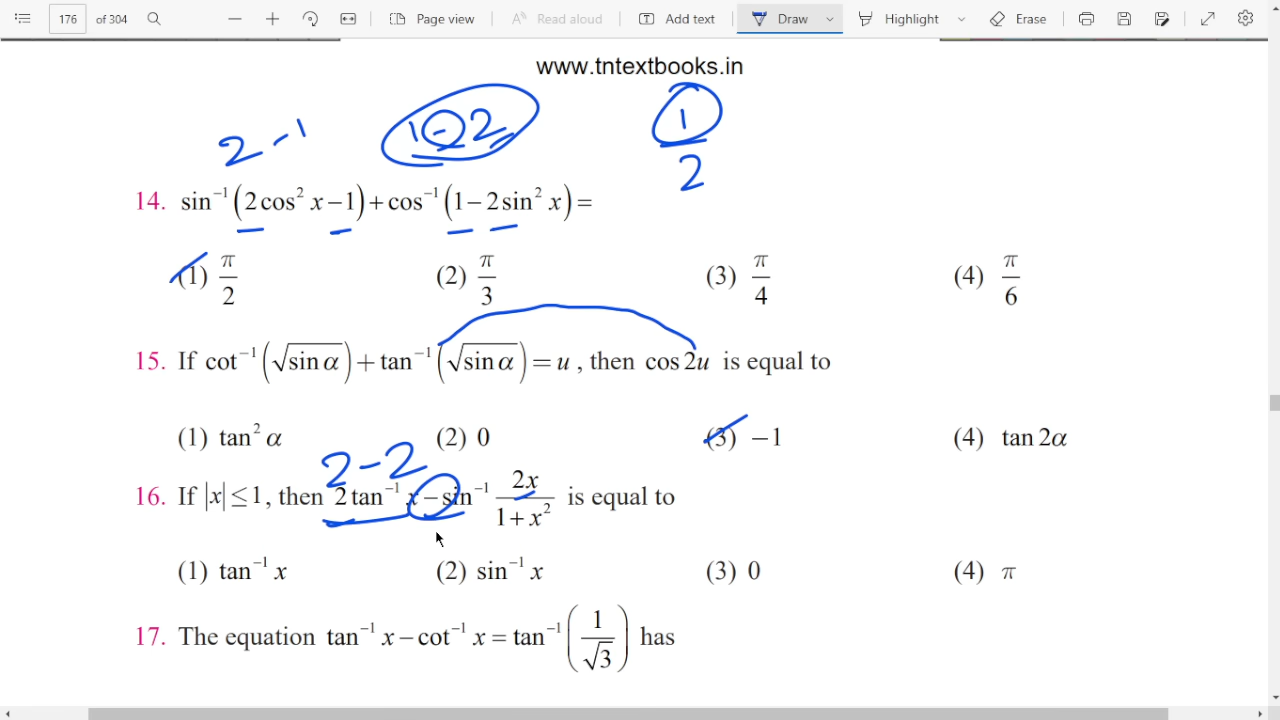 176 of 304 Page view Read aloud Add text Draw Highlight Erase
www.tntextbooks.in
2 -1 1-2 1
2
14. sin⁻¹(2cos² x − 1) + cos⁻¹(1 − 2sin² x) =
(1) π/2 (2) π/3 (3) π/4 (4) π/6
15. If cot⁻¹(√sin α) + tan⁻¹(√sin α) = u, then cos 2u is equal to
(1) tan² α (2) 0 (3) −1 (4) tan 2α
2-2
16. If |x| ≤ 1, then 2 tan⁻¹ x − sin⁻¹ 2x/(1 + x²) is equal to
(1) tan⁻¹ x (2) sin⁻¹ x (3) 0 (4) π
17. The equation tan⁻¹ x − cot⁻¹ x = tan⁻¹(1/√3) has